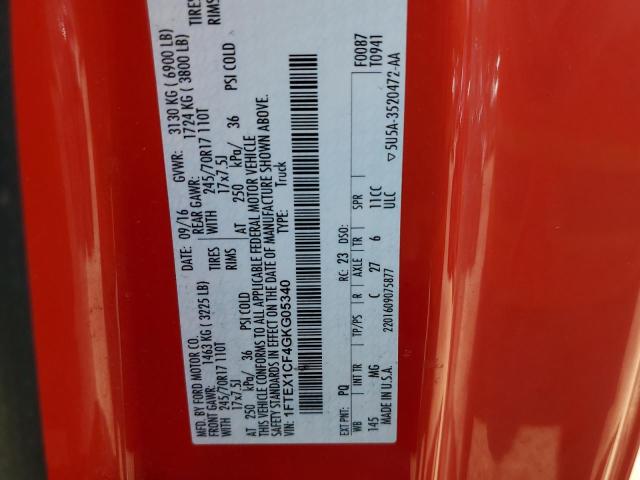 MFD. BY FORD MOTOR CO.
DATE: 09/16 GVWR: 3130 KG ( 6900 LB)
FRONT GAWR: 1463 KG ( 3225 LB) REAR GAWR: 1724 KG ( 3800 LB)
WITH 245/70R17 110T TIRES WITH 245/70R17 110T TIRES
17x7.5J RIMS 17x7.5J RIMS
AT 250 kPa/ 36 PSI COLD AT 250 kPa/ 36 PSI COLD
THIS VEHICLE CONFORMS TO ALL APPLICABLE FEDERAL MOTOR VEHICLE
SAFETY STANDARDS IN EFFECT ON THE DATE OF MANUFACTURE SHOWN ABOVE.
VIN: 1FTEX1CF4GKG05340 Truck
F0087
T0941
EXT PNT: PQ RC: 23 DSO:
WB INT TR TP/PS R AXLE TR SPR
145 MG C 27 6 11CC
MADE IN U.S.A. 2201609075877 ULC
▽5U5A-3520472-AA